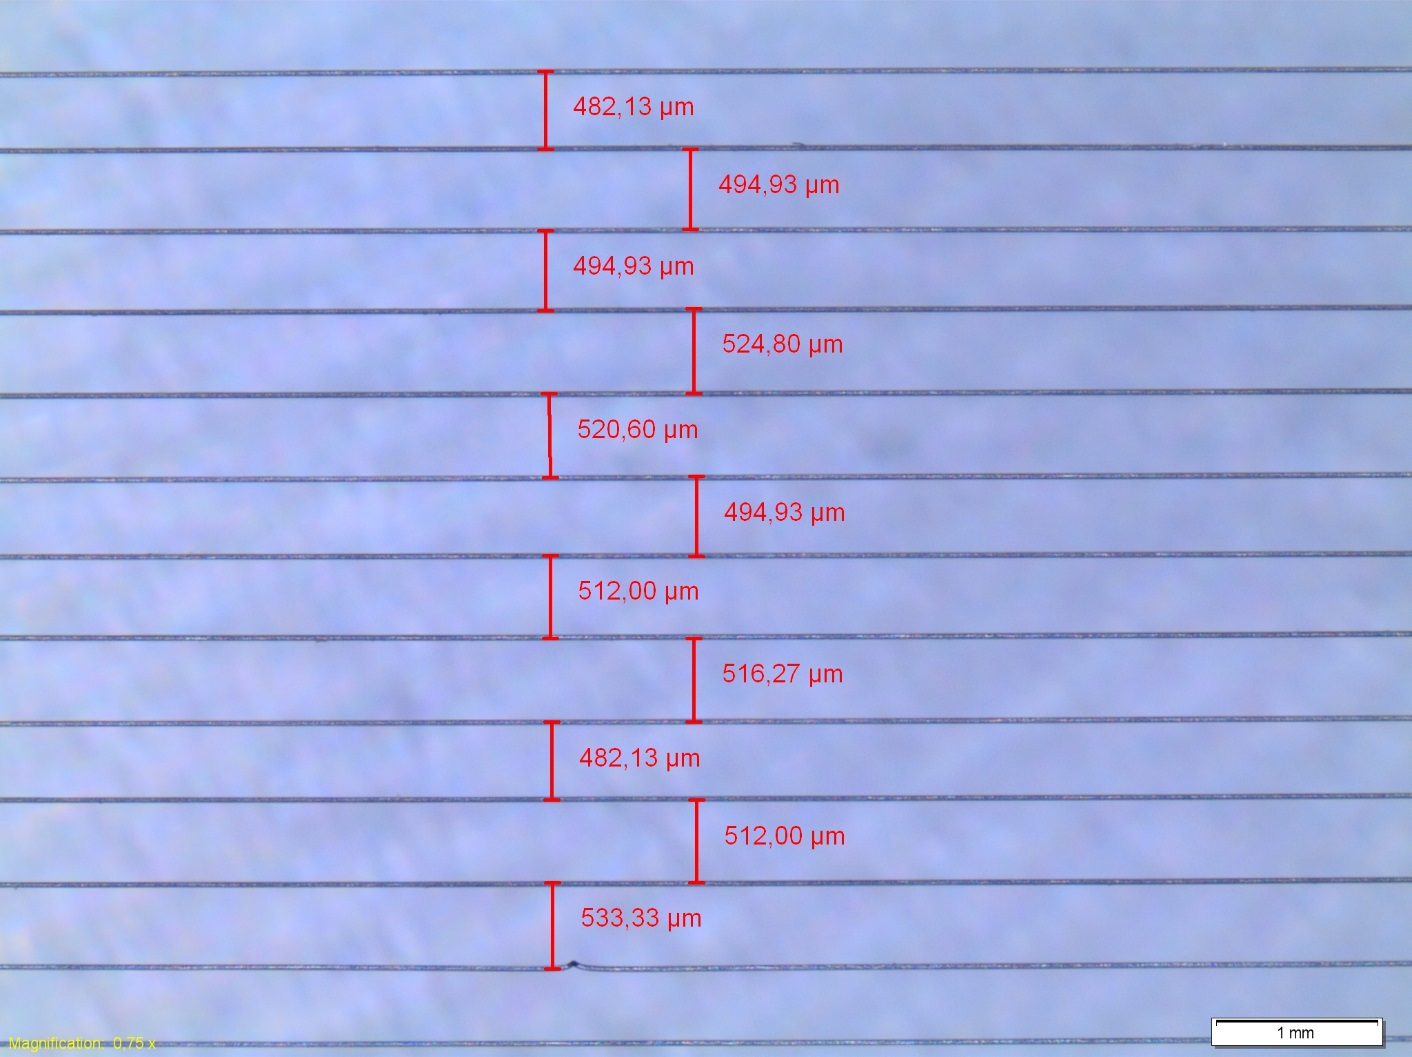 482,13 µm
494,93 µm
494,93 µm
524,80 µm
520,60 µm
494,93 µm
512,00 µm
516,27 µm
482,13 µm
512,00 µm
533,33 µm
1 mm
Magnification: 0,75 x